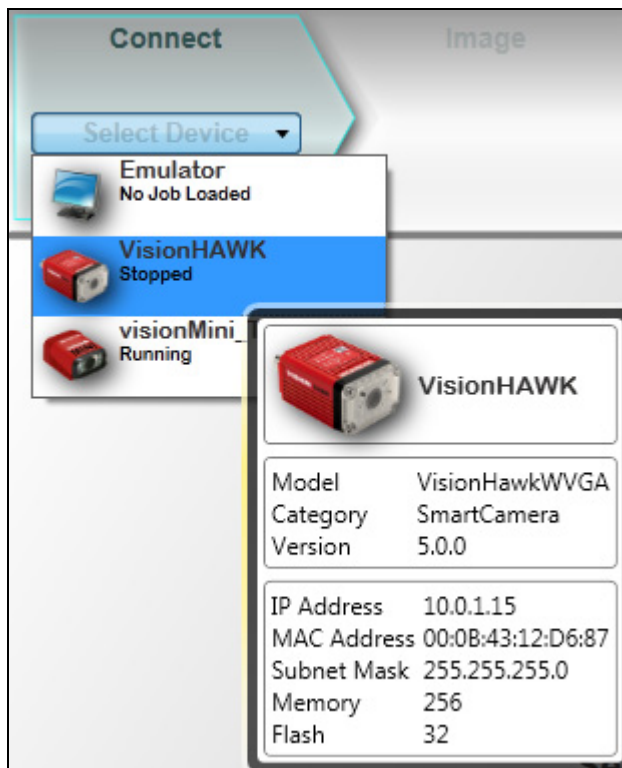 Connect
Image
Select Device
Emulator
No Job Loaded
VisionHAWK
Stopped
visionMini_
Running
VisionHAWK
Model VisionHawkWVGA
Category SmartCamera
Version 5.0.0
IP Address 10.0.1.15
MAC Address 00:0B:43:12:D6:87
Subnet Mask 255.255.255.0
Memory 256
Flash 32